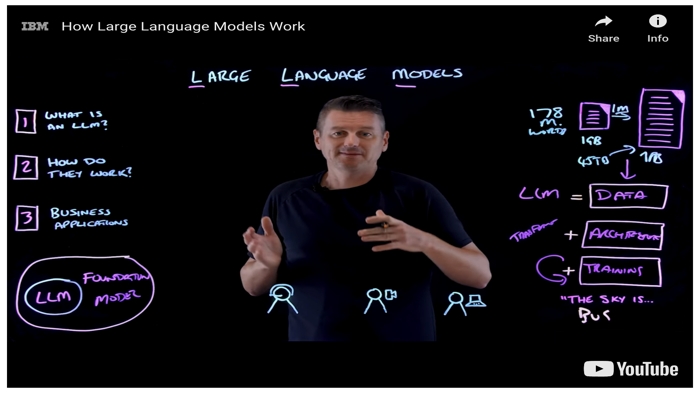 IBM How Large Language Models Work
Share
Info
LARGE LANGUAGE MODELS
1 WHAT IS AN LLM?
2 HOW DO THEY WORK?
3 BUSINESS APPLICATIONS
LLM
FOUNDATION MODEL
178 M. WORDS
1GB
1m
45TB
1PB
LLM = DATA
+ ARCHITECTURE
+ TRAINING
"THE SKY IS...
BUG
YouTube